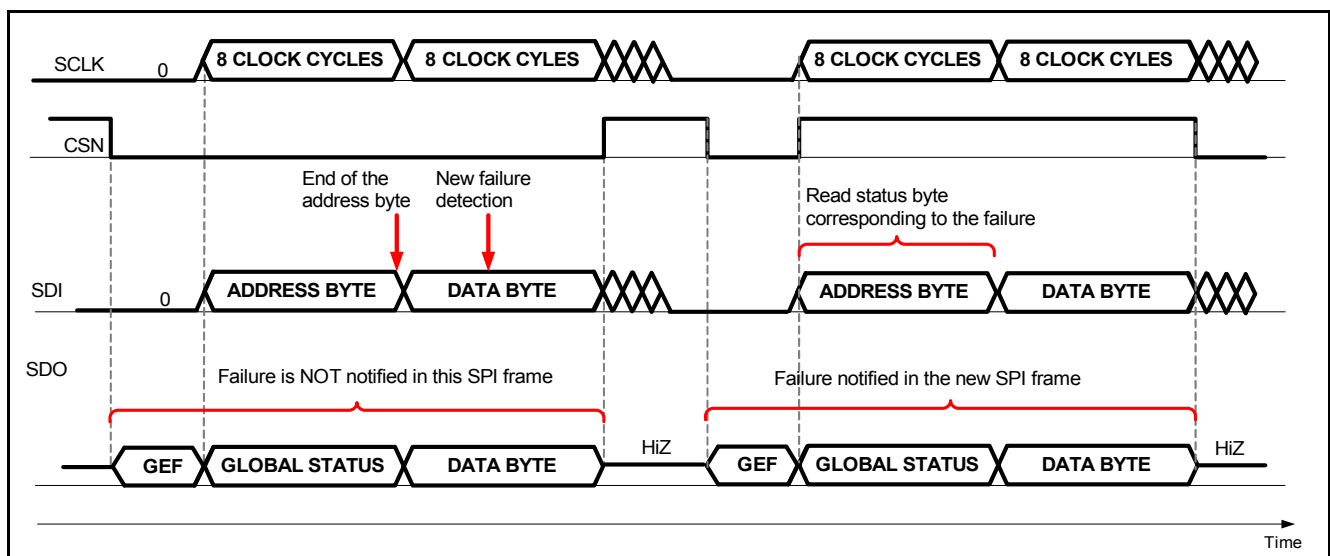 SCLK
0
8 CLOCK CYCLES
8 CLOCK CYLES
8 CLOCK CYCLES
8 CLOCK CYLES
CSN
End of the
address byte
New failure
detection
Read status byte
corresponding to the failure
SDI
0
ADDRESS BYTE
DATA BYTE
ADDRESS BYTE
DATA BYTE
SDO
Failure is NOT notified in this SPI frame
Failure notified in the new SPI frame
GEF
GLOBAL STATUS
DATA BYTE
HiZ
GEF
GLOBAL STATUS
DATA BYTE
HiZ
Time